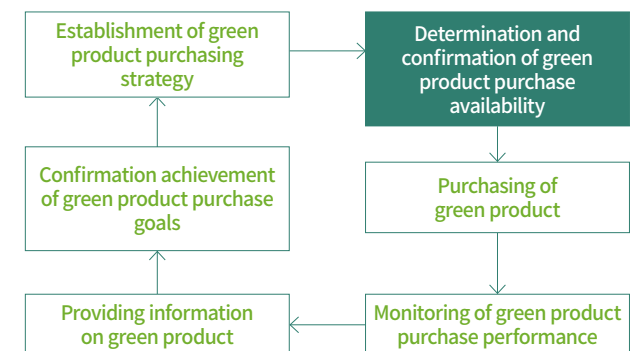 Establishment of green
product purchasing
strategy
Determination and
confirmation of green
product purchase
availability
Purchasing of
green product
Monitoring of green product
purchase performance
Providing information
on green product
Confirmation achievement
of green product purchase
goals